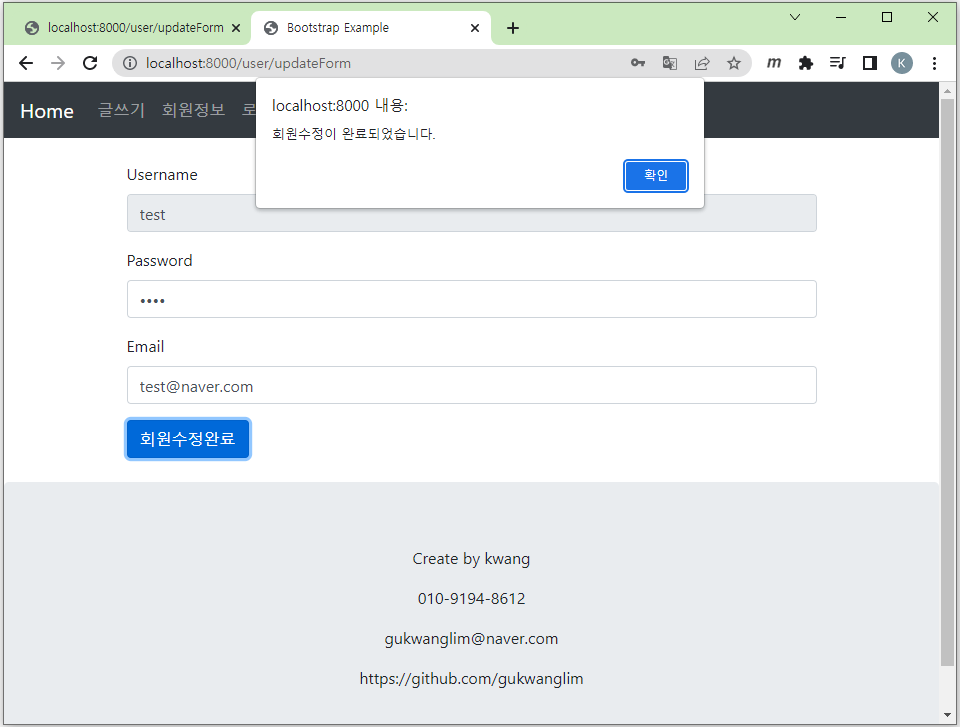 localhost:8000/user/updateForm
Bootstrap Example
localhost:8000/user/updateForm
m
K
Home 글쓰기 회원정보 로
localhost:8000 내용:
회원수정이 완료되었습니다.
확인
Username
test
Password
••••
Email
test@naver.com
회원수정완료
Create by kwang
010-9194-8612
gukwanglim@naver.com
https://github.com/gukwanglim